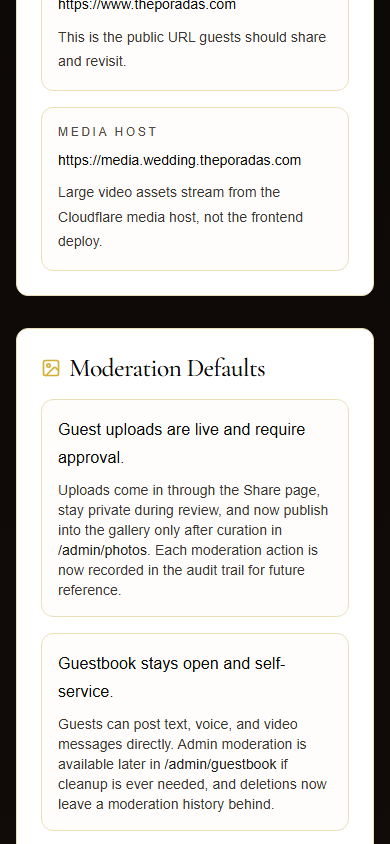 https://www.theporadas.com
This is the public URL guests should share
and revisit.
MEDIA HOST
https://media.wedding.theporadas.com
Large video assets stream from the
Cloudflare media host, not the frontend
deploy.
Moderation Defaults
Guest uploads are live and require
approval.
Uploads come in through the Share page,
stay private during review, and now publish
into the gallery only after curation in
/admin/photos. Each moderation action is
now recorded in the audit trail for future
reference.
Guestbook stays open and self-
service.
Guests can post text, voice, and video
messages directly. Admin moderation is
available later in /admin/guestbook if
cleanup is ever needed, and deletions now
leave a moderation history behind.